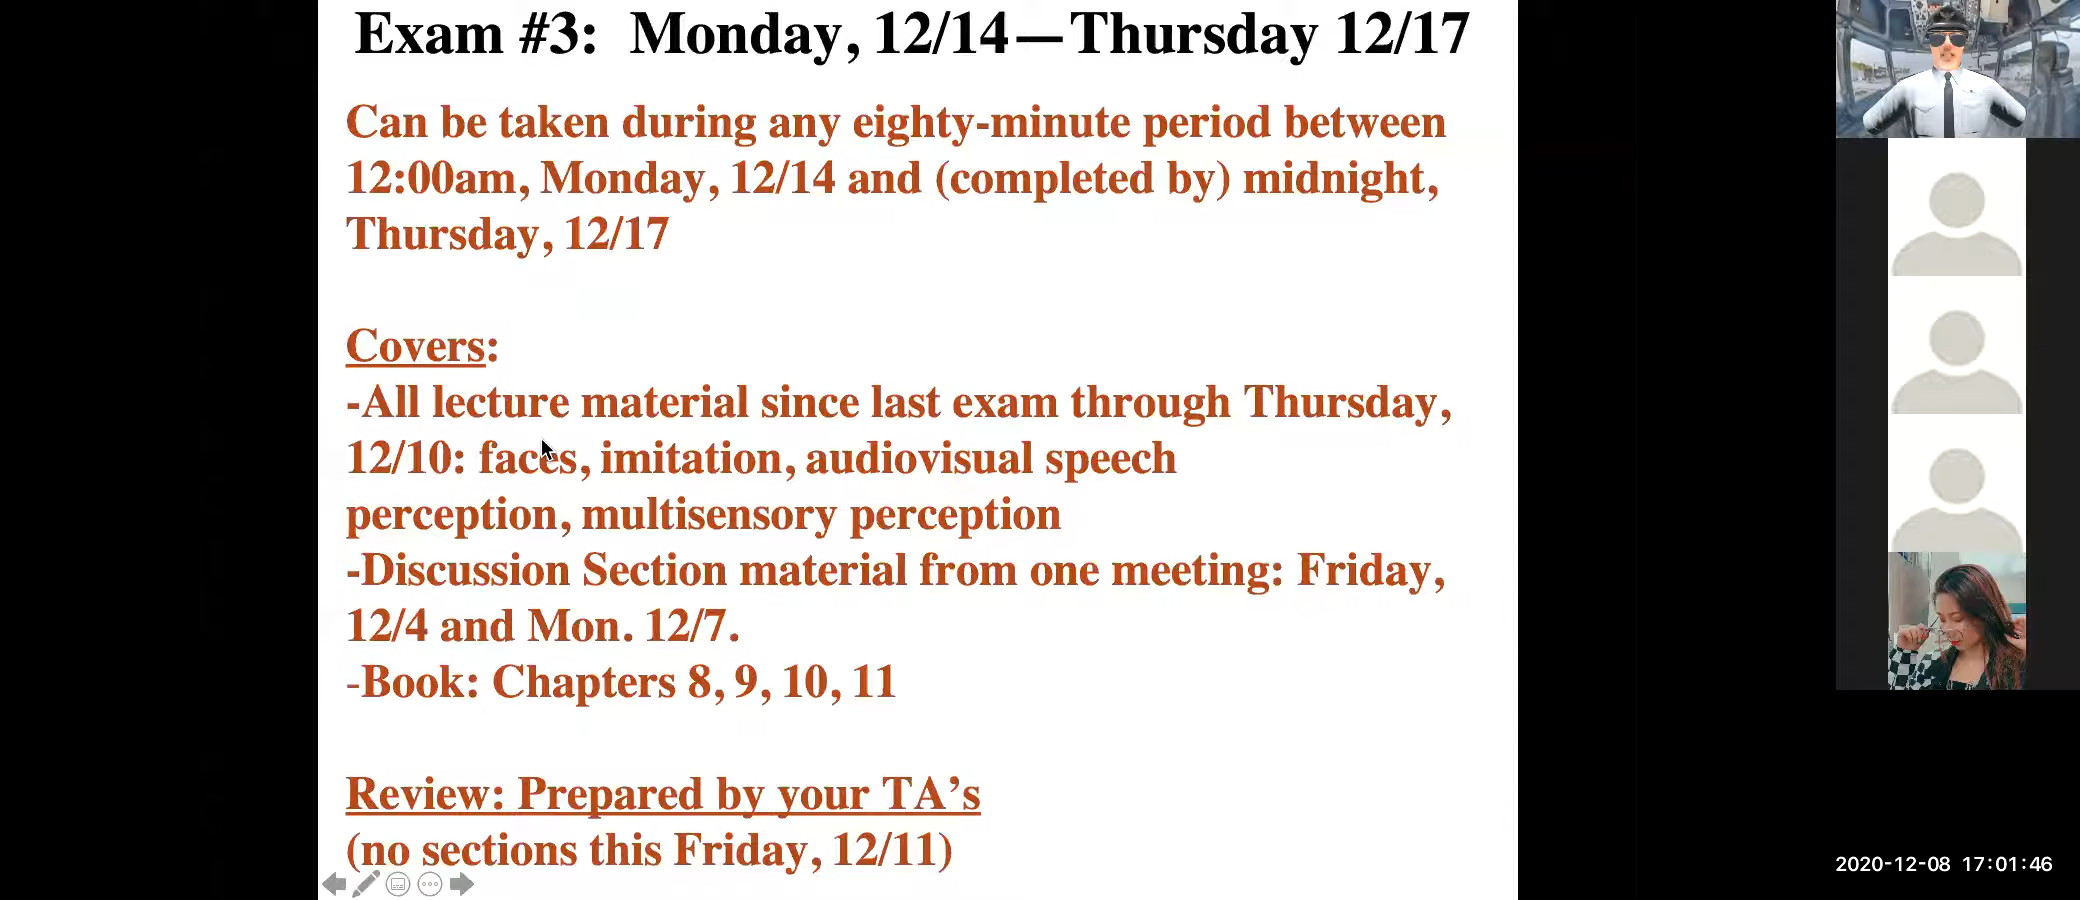 Exam #3:  Monday, 12/14—Thursday 12/17
Can be taken during any eighty-minute period between
12:00am, Monday, 12/14 and (completed by) midnight,
Thursday, 12/17
Covers:
-All lecture material since last exam through Thursday,
12/10: faces, imitation, audiovisual speech
perception, multisensory perception
-Discussion Section material from one meeting: Friday,
12/4 and Mon. 12/7.
-Book: Chapters 8, 9, 10, 11
Review: Prepared by your TA’s
(no sections this Friday, 12/11)
2020-12-08 17:01:46